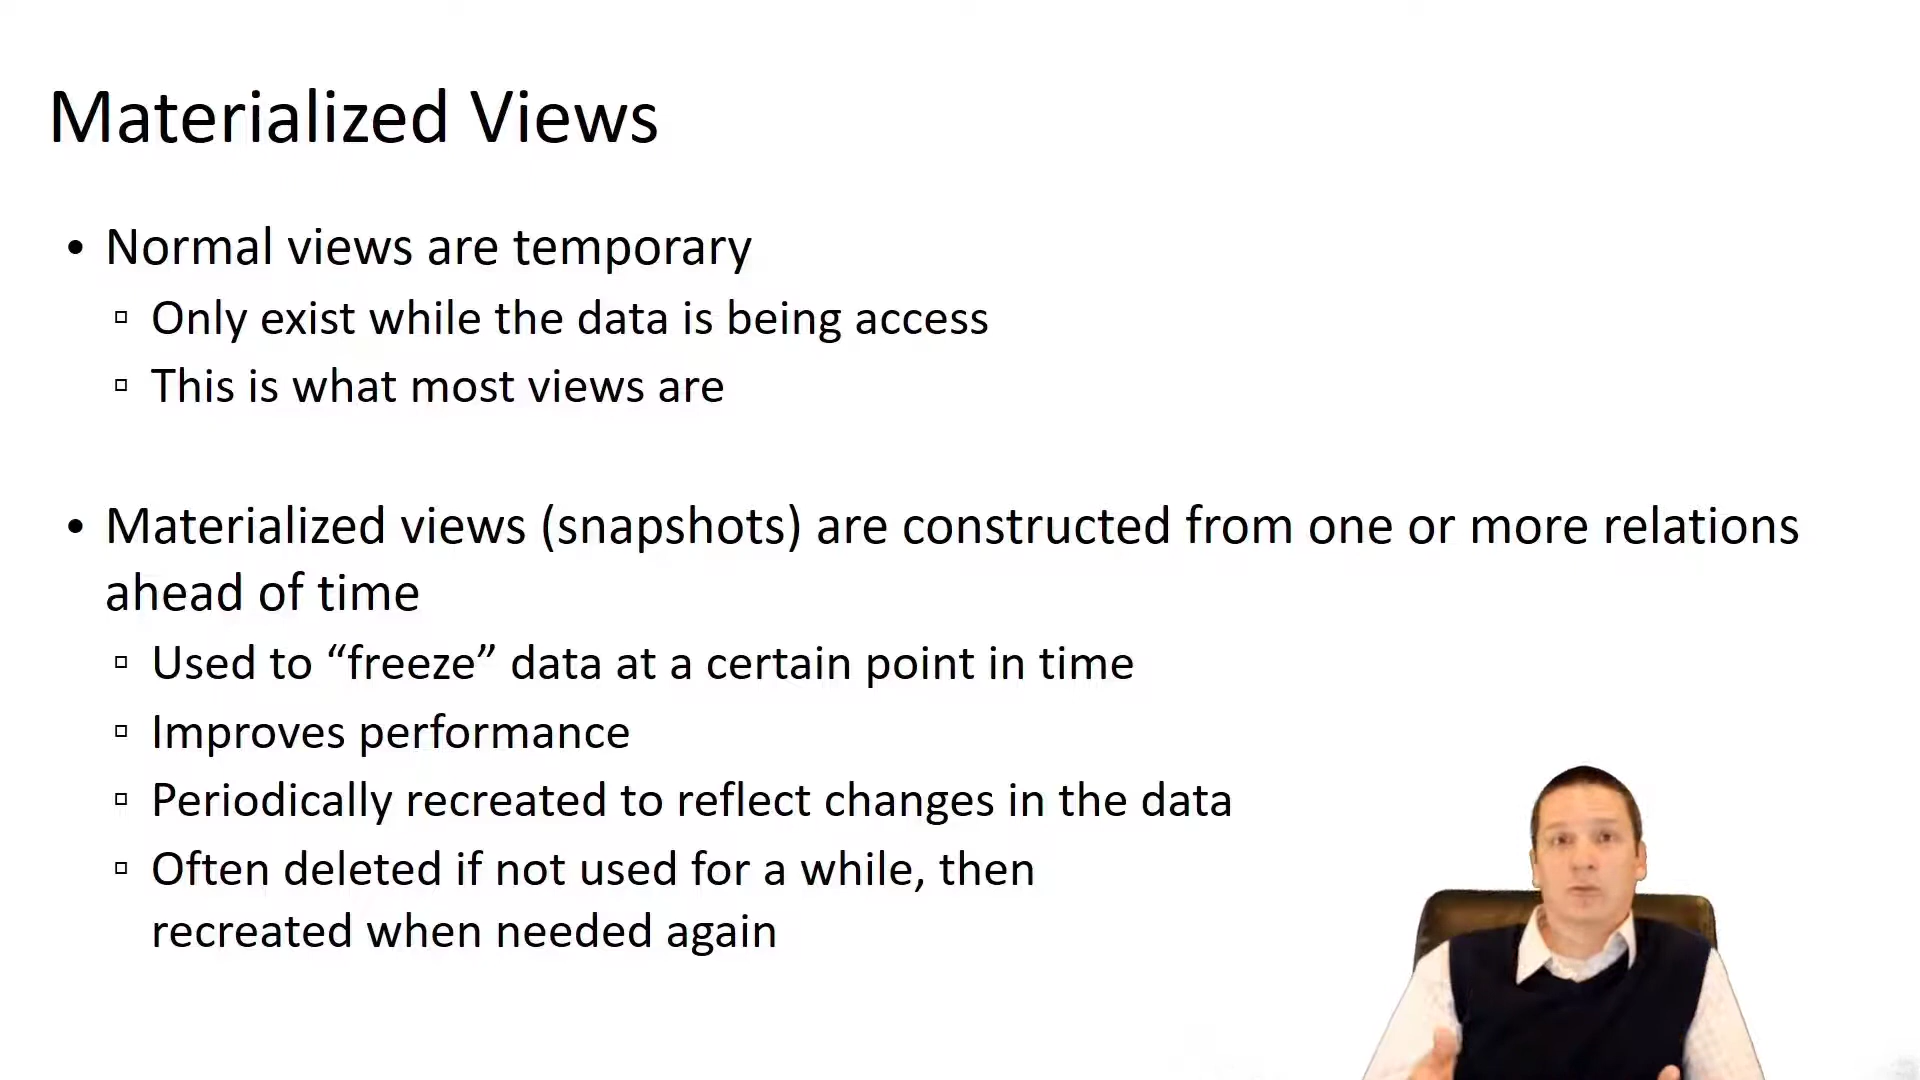 Materialized Views
• Normal views are temporary
▫ Only exist while the data is being access
▫ This is what most views are
• Materialized views (snapshots) are constructed from one or more relations
ahead of time
▫ Used to “freeze” data at a certain point in time
▫ Improves performance
▫ Periodically recreated to reflect changes in the data
▫ Often deleted if not used for a while, then
recreated when needed again